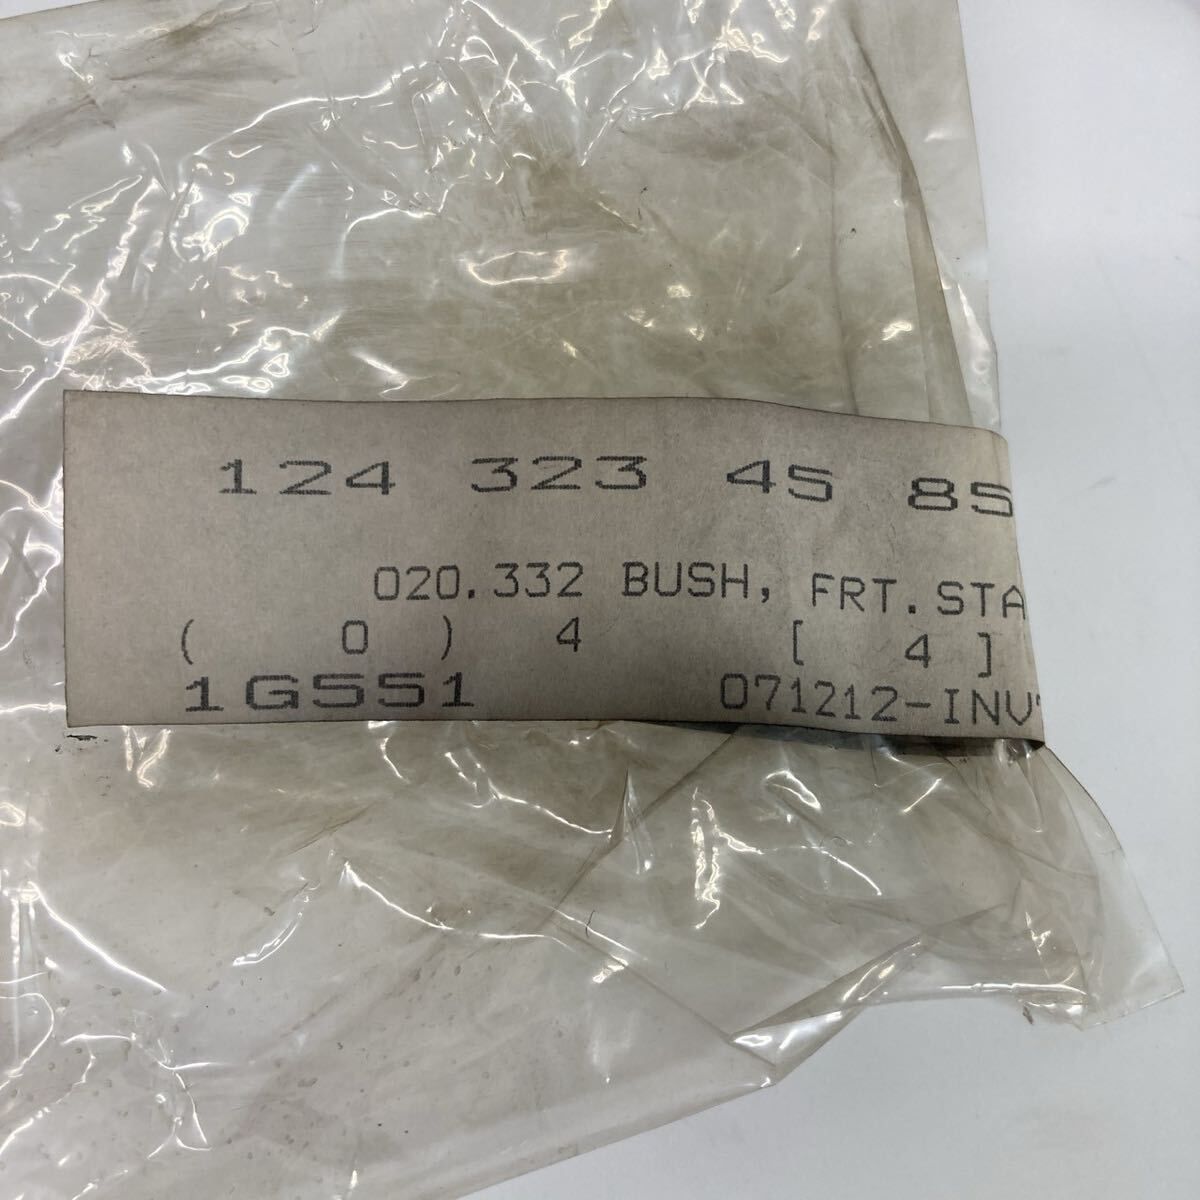 124 323 45 85
020.332 BUSH, FRT.STA
( 0 ) 4 [ 4 ]
1G551 071212-INV